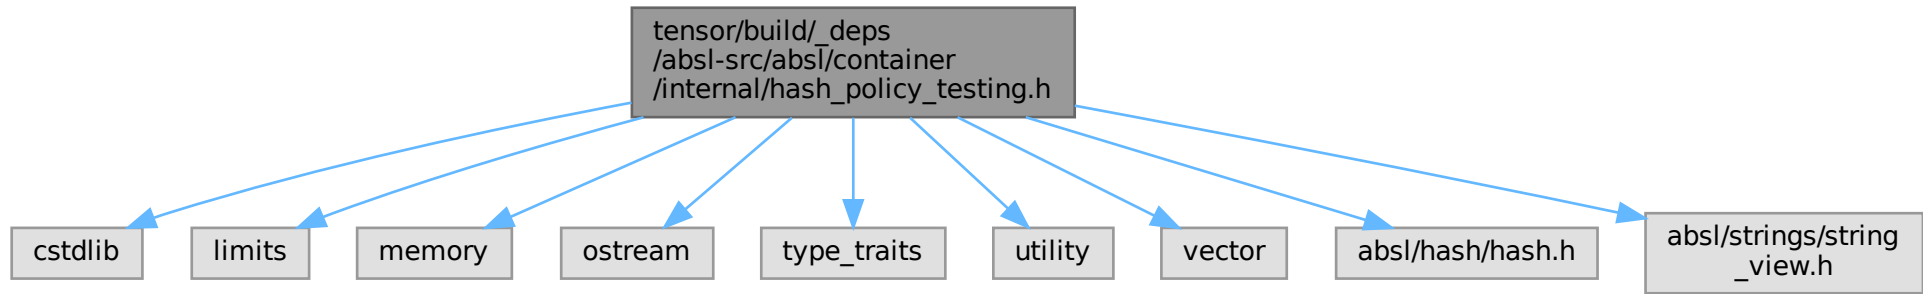 tensor/build/_deps
/absl-src/absl/container
/internal/hash_policy_testing.h
cstdlib
limits
memory
ostream
type_traits
utility
vector
absl/hash/hash.h
absl/strings/string
_view.h